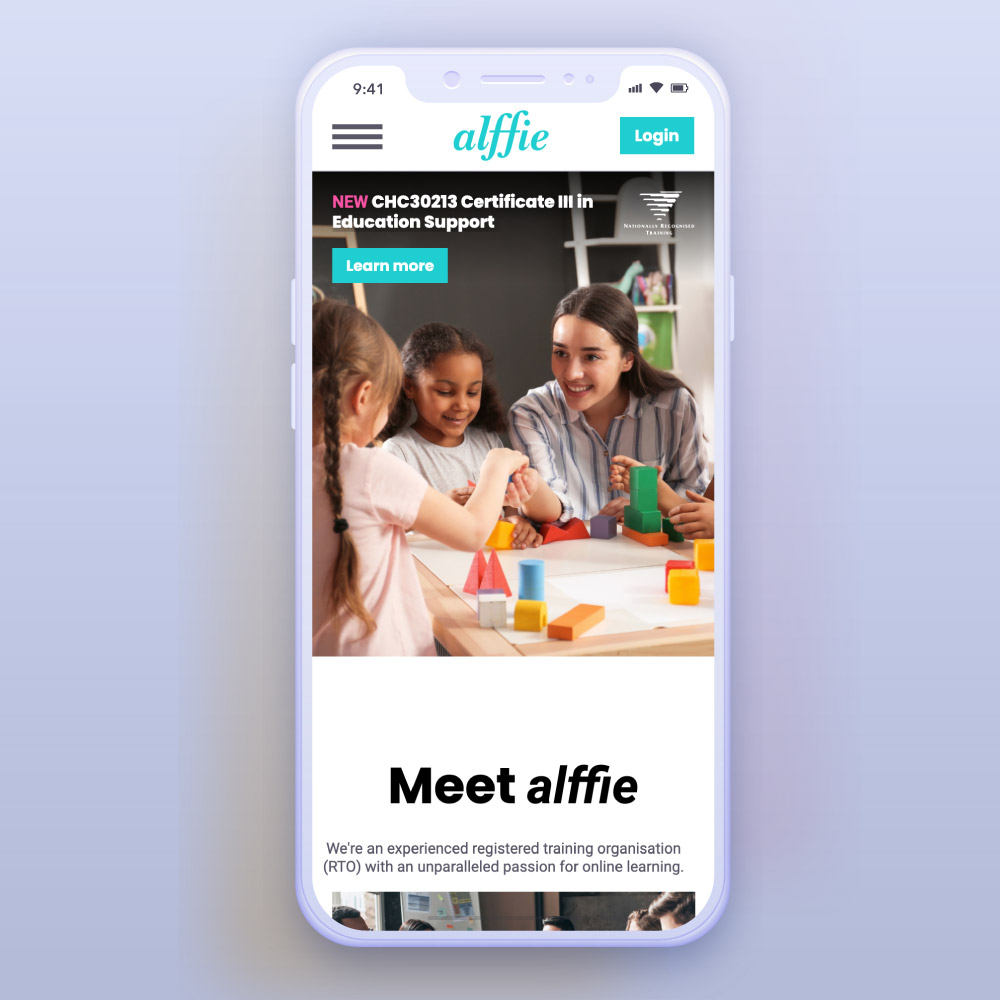 9:41
alffie
Login
NEW CHC30213 Certificate III in
Education Support
NATIONALLY RECOGNISED
TRAINING
Learn more
Meet alffie
We're an experienced registered training organisation
(RTO) with an unparalleled passion for online learning.